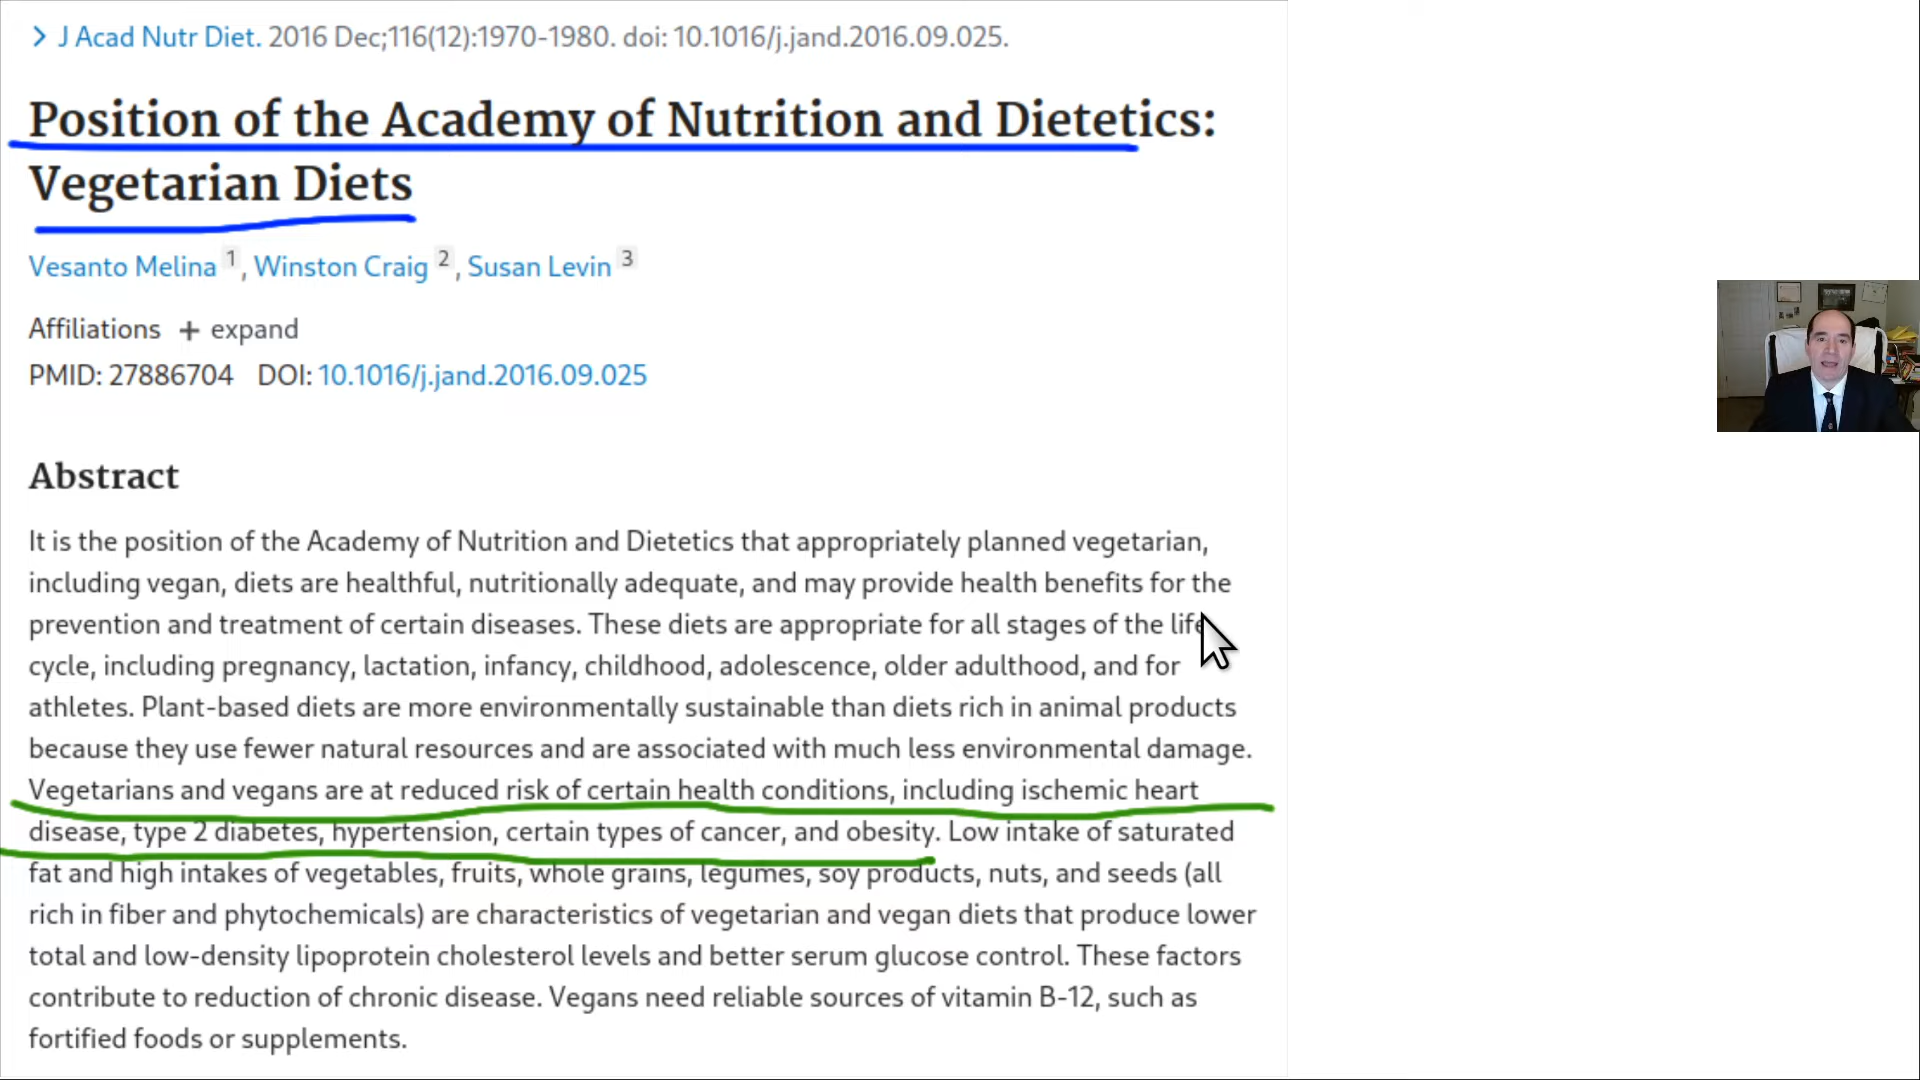 > J Acad Nutr Diet. 2016 Dec;116(12):1970-1980. doi: 10.1016/j.jand.2016.09.025.
Position of the Academy of Nutrition and Dietetics:
Vegetarian Diets
Vesanto Melina 1, Winston Craig 2, Susan Levin 3
Affiliations + expand
PMID: 27886704 DOI: 10.1016/j.jand.2016.09.025
Abstract
It is the position of the Academy of Nutrition and Dietetics that appropriately planned vegetarian,
including vegan, diets are healthful, nutritionally adequate, and may provide health benefits for the
prevention and treatment of certain diseases. These diets are appropriate for all stages of the life
cycle, including pregnancy, lactation, infancy, childhood, adolescence, older adulthood, and for
athletes. Plant-based diets are more environmentally sustainable than diets rich in animal products
because they use fewer natural resources and are associated with much less environmental damage.
Vegetarians and vegans are at reduced risk of certain health conditions, including ischemic heart
disease, type 2 diabetes, hypertension, certain types of cancer, and obesity. Low intake of saturated
fat and high intakes of vegetables, fruits, whole grains, legumes, soy products, nuts, and seeds (all
rich in fiber and phytochemicals) are characteristics of vegetarian and vegan diets that produce lower
total and low-density lipoprotein cholesterol levels and better serum glucose control. These factors
contribute to reduction of chronic disease. Vegans need reliable sources of vitamin B-12, such as
fortified foods or supplements.